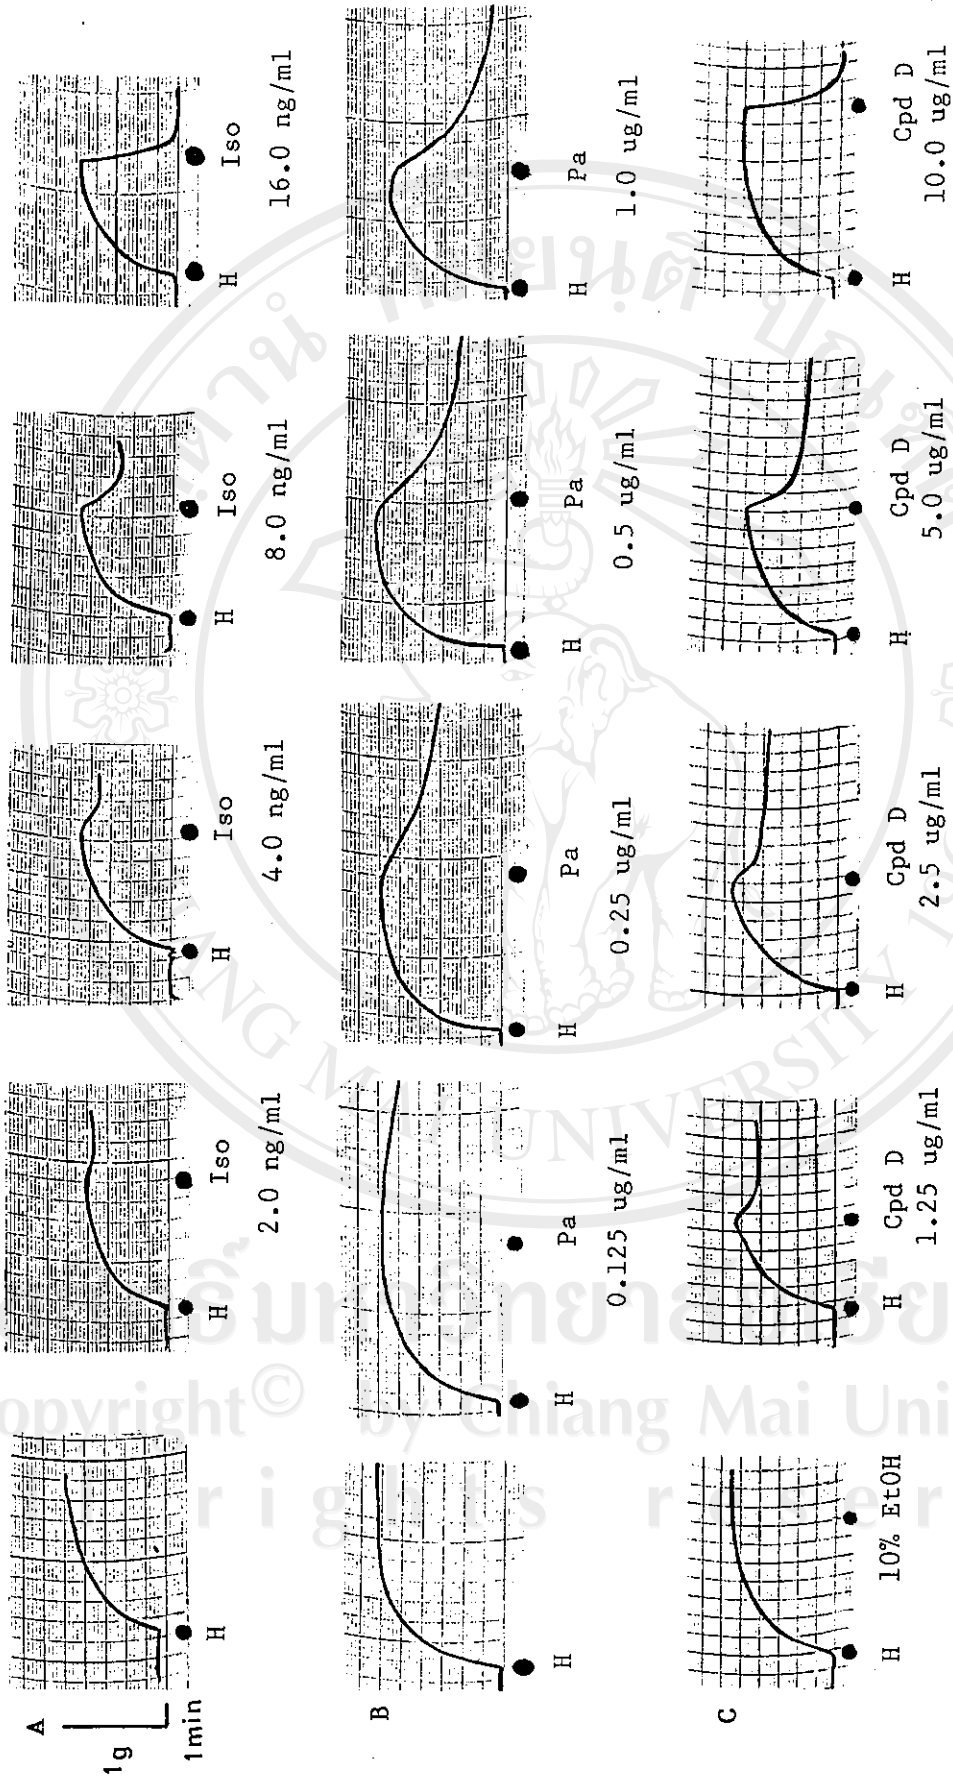 A
1g
1min
H
H Iso
2.0 ng/ml
H Iso
4.0 ng/ml
H Iso
8.0 ng/ml
H Iso
16.0 ng/ml
B
H
H Pa
0.125 ug/ml
H Pa
0.25 ug/ml
H Pa
0.5 ug/ml
H Pa
1.0 ug/ml
C
H 10% EtOH
H Cpd D
1.25 ug/ml
H Cpd D
2.5 ug/ml
H Cpd D
5.0 ug/ml
H Cpd D
10.0 ug/ml
MAI UNIVERSITY
© by Chiang Mai
rights